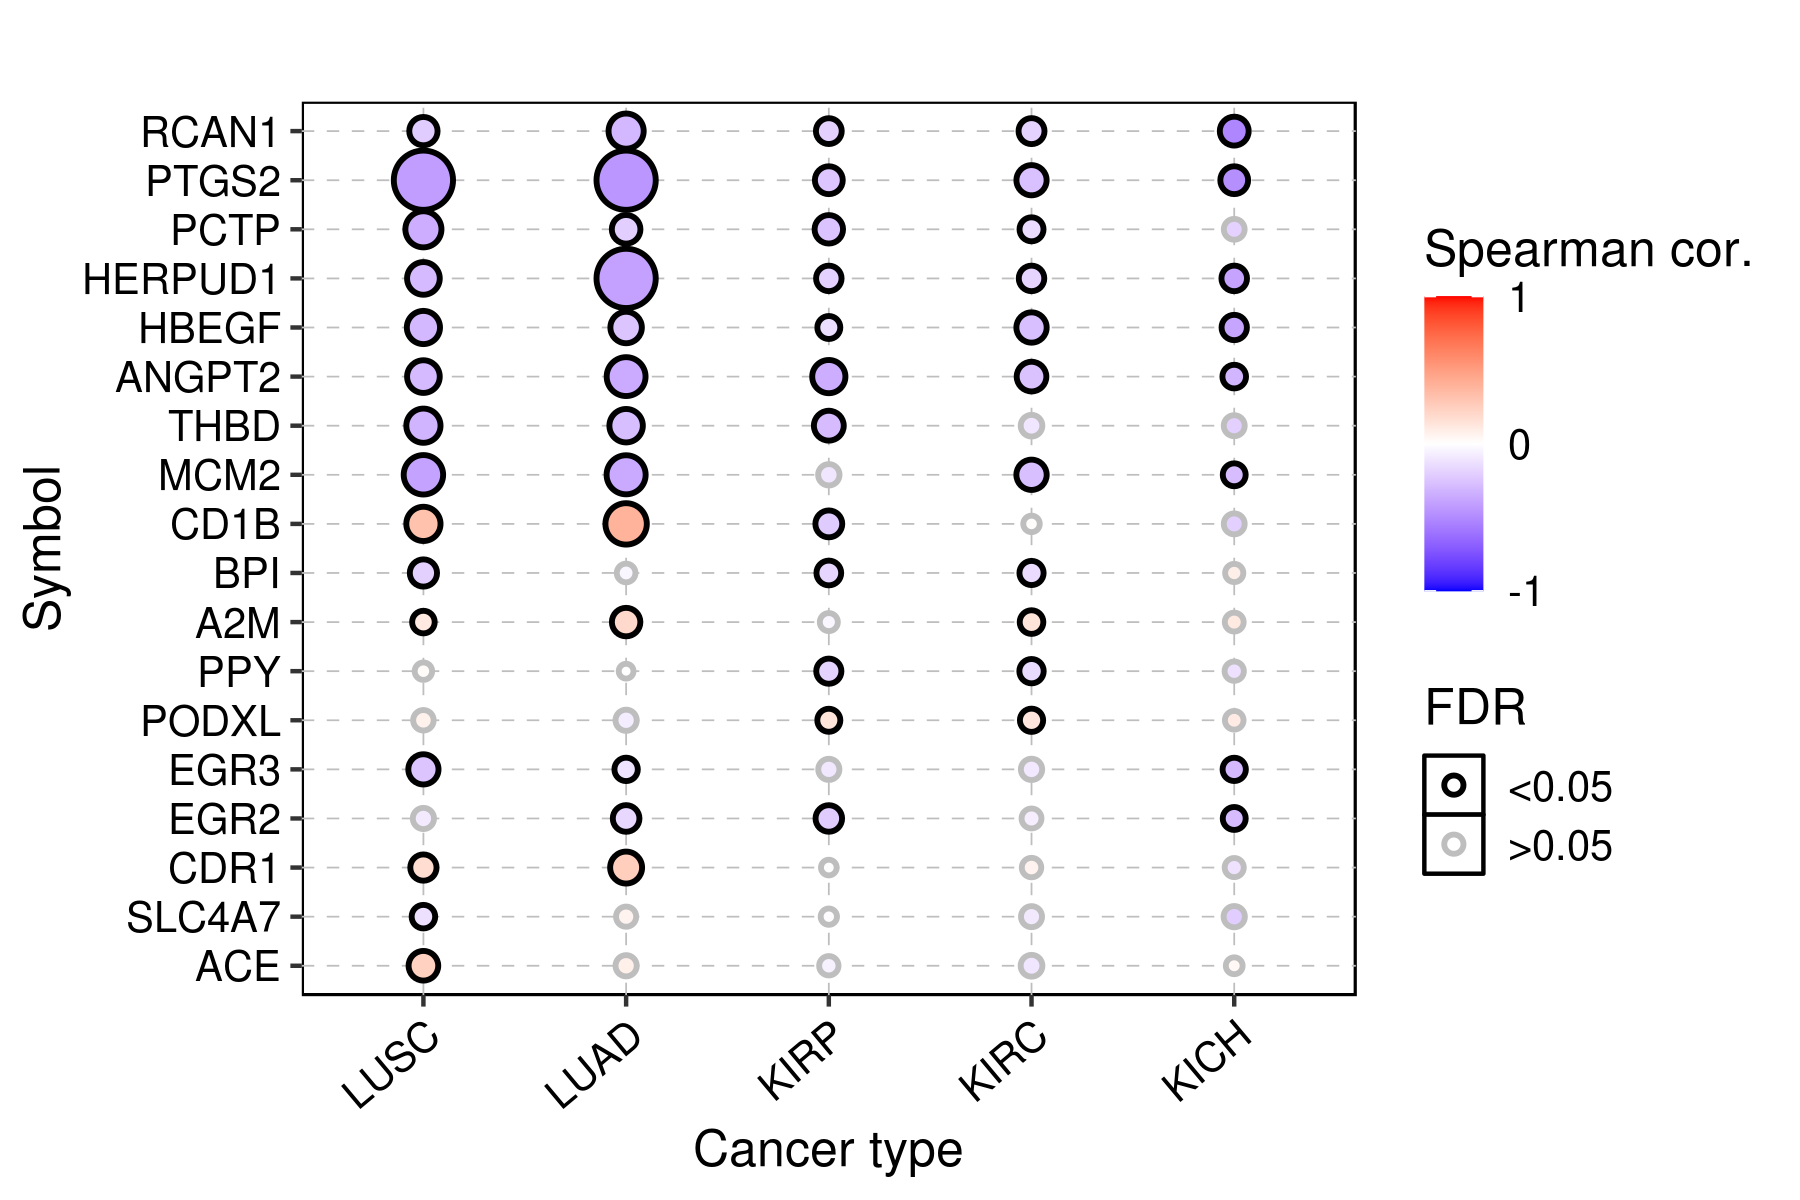 RCAN1
PTGS2
PCTP
HERPUD1
HBEGF
ANGPT2
THBD
MCM2
CD1B
BPI
A2M
PPY
PODXL
EGR3
EGR2
CDR1
SLC4A7
ACE
Symbol
LUSC
LUAD
KIRP
KIRC
KICH
Cancer type
Spearman cor.
1
0
-1
FDR
<0.05
>0.05